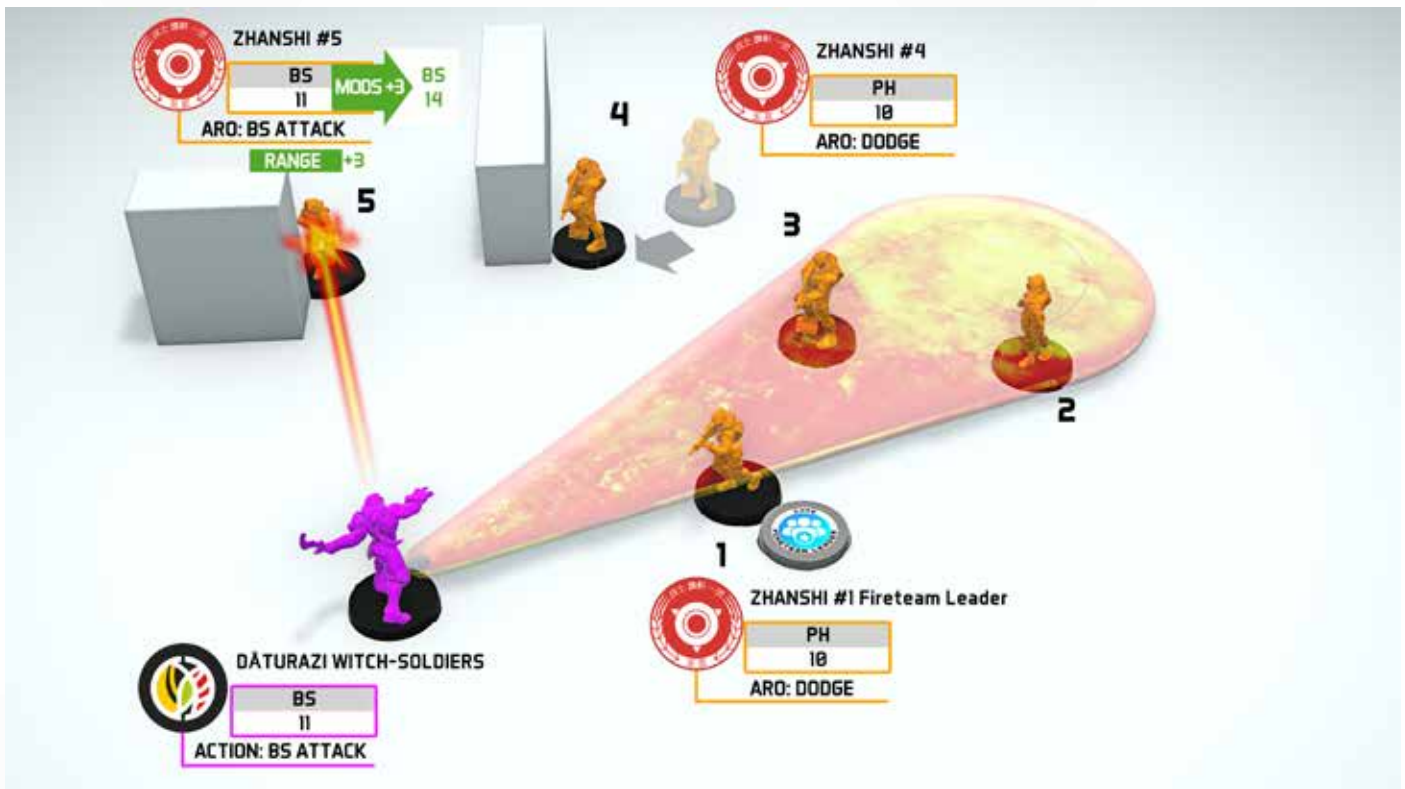 ZHANSHI #5
BS
11
MODS +3
BS
14
ARO: BS ATTACK
RANGE +3
5
4
ZHANSHI #4
PH
10
ARO: DODGE
3
2
1
ZHANSHI #1 Fireteam Leader
PH
10
ARO: DODGE
DÄTURAZI WITCH-SOLDIERS
BS
11
ACTION: BS ATTACK